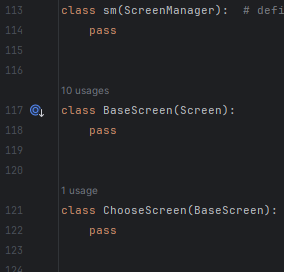 113 class sm(ScreenManager): # defi
114 pass
115
116
10 usages
117 class BaseScreen(Screen):
118 pass
119
120
1 usage
121 class ChooseScreen(BaseScreen):
122 pass
123